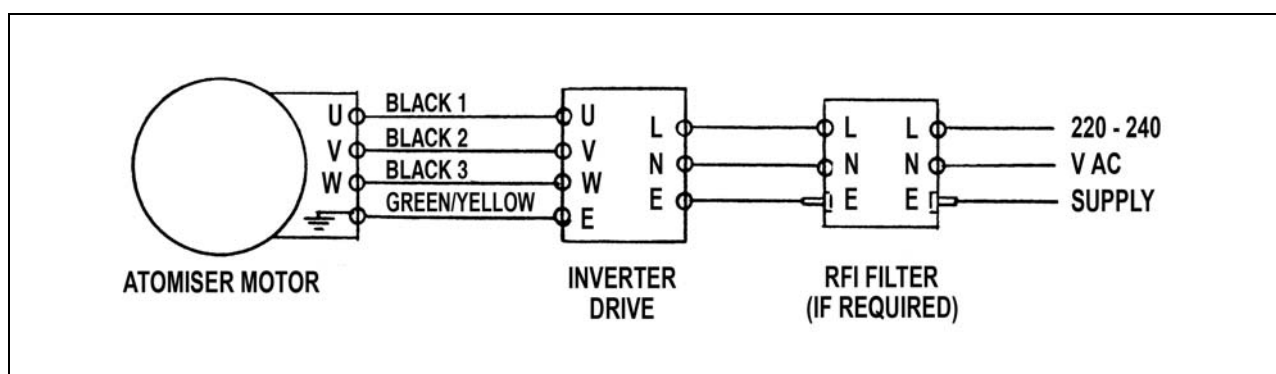 U BLACK 1 U
V BLACK 2 V
W BLACK 3 W
GREEN/YELLOW E
L L L 220 - 240
N N N V AC
E E E SUPPLY
ATOMISER MOTOR
INVERTER
DRIVE
RFI FILTER
(IF REQUIRED)